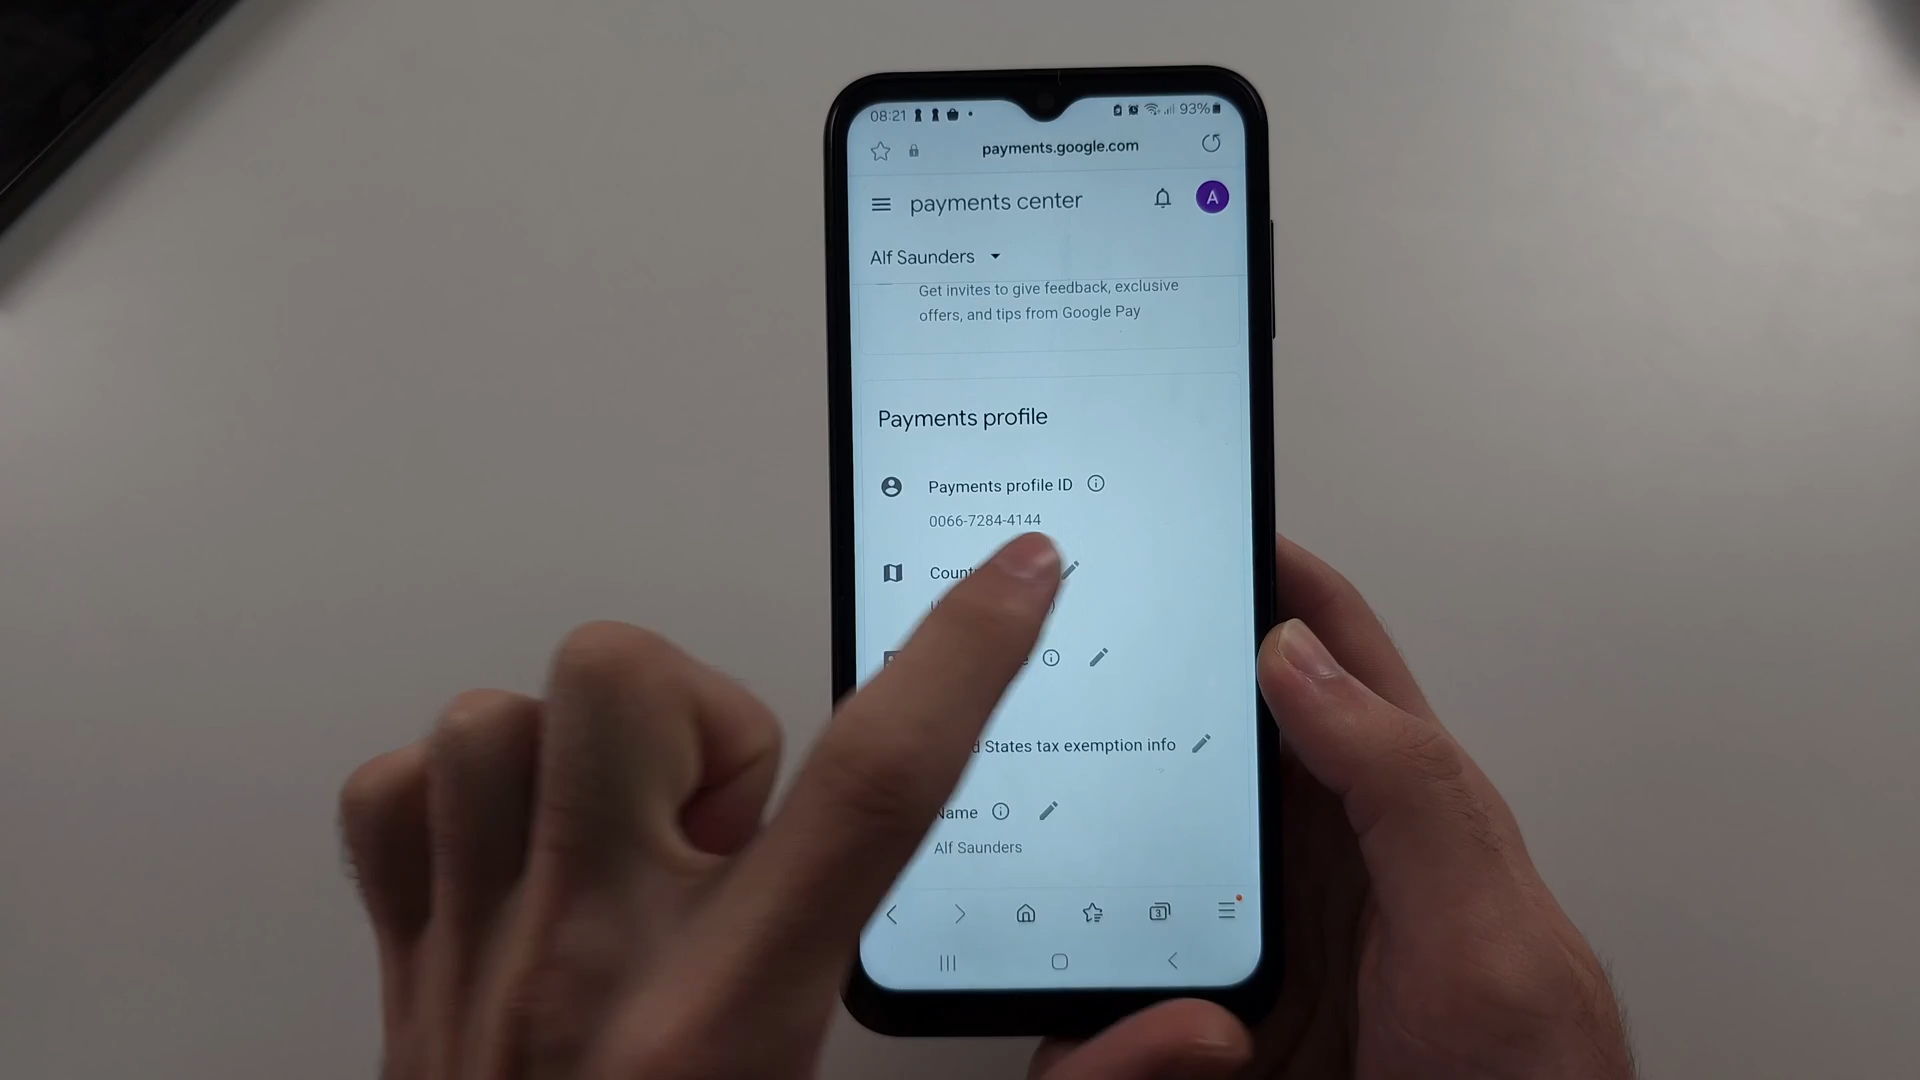 08:21 93%
payments.google.com
payments center A
Alf Saunders
Get invites to give feedback, exclusive
offers, and tips from Google Pay
Payments profile
Payments profile ID
0066-7284-4144
States tax exemption info
Name
Alf Saunders
3